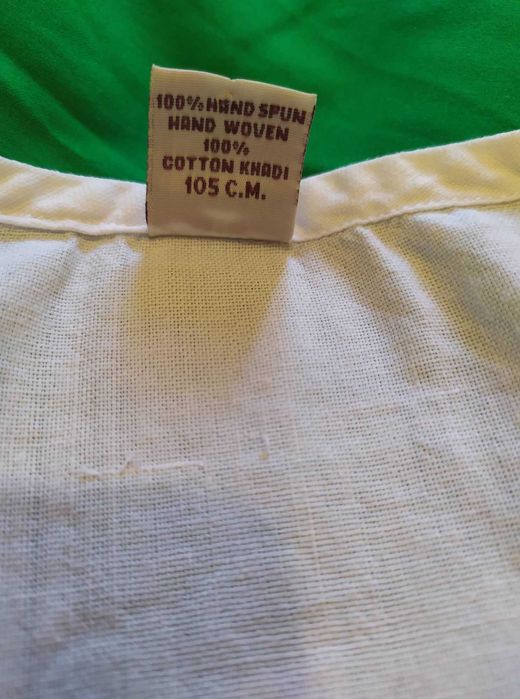 100% HAND SPUN
HAND WOVEN
100%
COTTON KHADI
105 C.M.